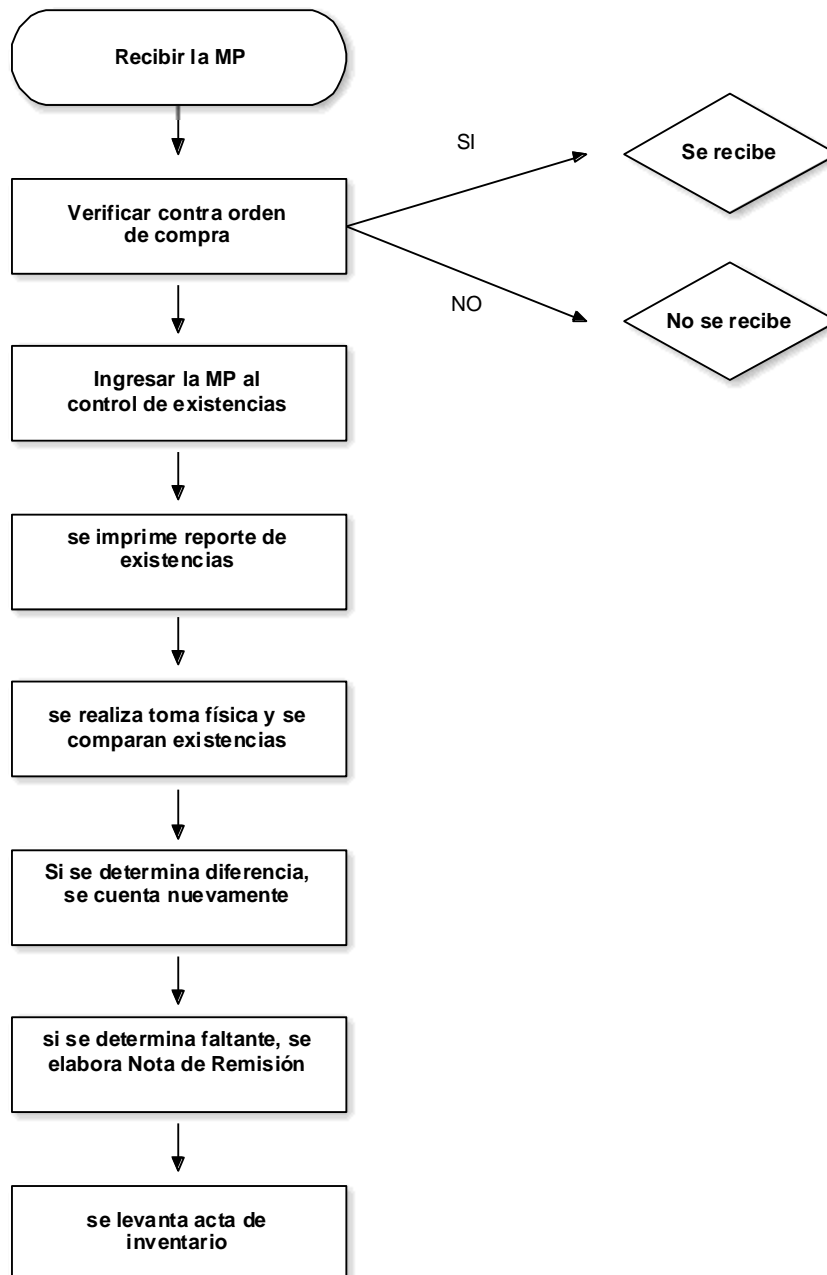 Recibir la MP
SI
Se recibe
Verificar contra orden
de compra
NO
No se recibe
Ingresar la MP al
control de existencias
se imprime reporte de
existencias
se realiza toma física y se
comparan existencias
Si se determina diferencia,
se cuenta nuevamente
si se determina faltante, se
elabora Nota de Remisión
se levanta acta de
inventario